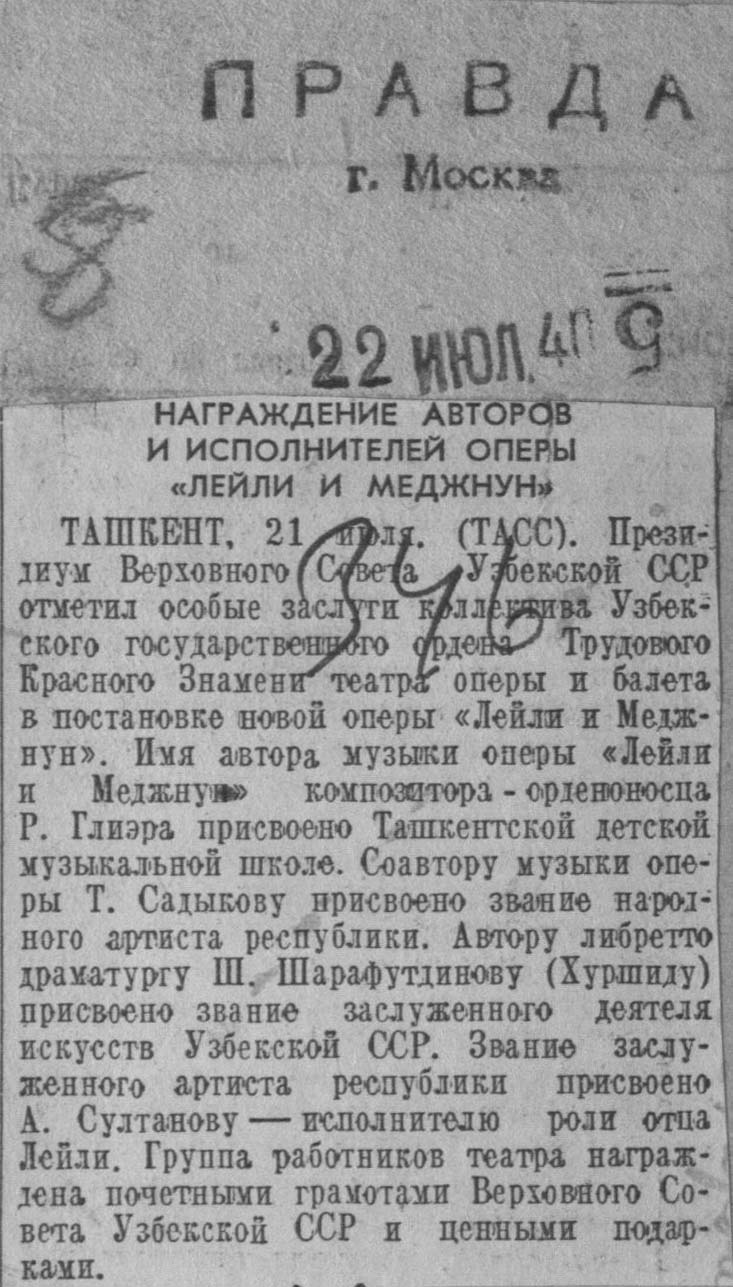 ПРАВДА
г. Москва
22 ИЮЛ. 40
НАГРАЖДЕНИЕ АВТОРОВ
И ИСПОЛНИТЕЛЕЙ ОПЕРЫ
«ЛЕЙЛИ И МЕДЖНУН»
346
ТАШКЕНТ, 21 июля. (ТАСС). Прези-
диум Верховного Совета Узбекской ССР
отметил особые заслуги коллектива Узбек-
ского государственного ордена Трудового
Красного Знамени театра оперы и балета
в постановке новой оперы «Лейли и Медж-
нун». Имя автора музыки оперы «Лейли
и Меджнун» композитора-орденоносца
Р. Глиэра присвоено Ташкентской детской
музыкальной школе. Соавтору музыки опе-
ры Т. Садыкову присвоено звание народ-
ного артиста республики. Автору либретто
драматургу Ш. Шарафутдинову (Хуршиду)
присвоено звание заслуженного деятеля
искусств Узбекской ССР. Звание заслу-
женного артиста республики присвоено
А. Султанову — исполнителю роли отца
Лейли. Группа работников театра награж-
дена почетными грамотами Верховного Со-
вета Узбекской ССР и ценными подар-
ками.